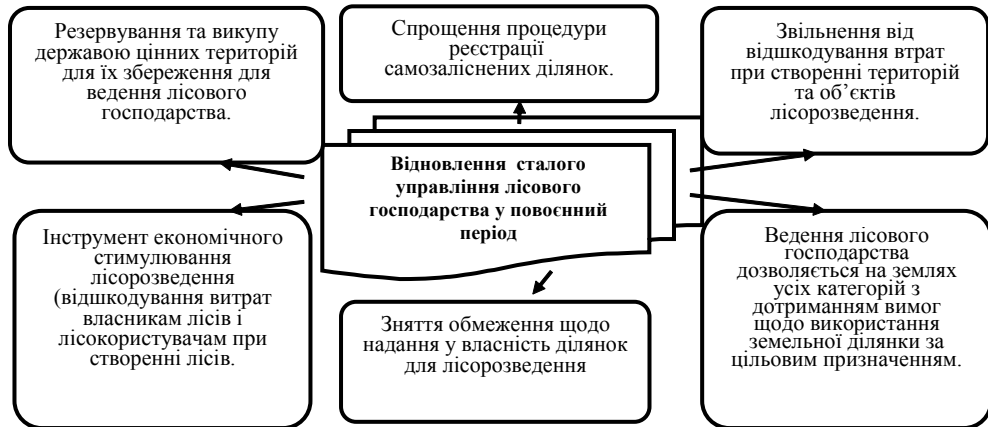 Резервування та викупу
державою цінних територій
для їх збереження для
ведення лісового
господарства.
Спрощення процедури
реєстрації
самозаліснених ділянок.
Звільнення від
відшкодування втрат
при створенні територій
та об’єктів
лісорозведення.
Відновлення сталого
управління лісового
господарства у повоєнний
період
Інструмент економічного
стимулювання
лісорозведення
(відшкодування витрат
власникам лісів і
лісокористувачам при
створенні лісів.
Зняття обмеження щодо
надання у власність ділянок
для лісорозведення
Ведення лісового
господарства
дозволяється на землях
усіх категорій з
дотриманням вимог
щодо використання
земельної ділянки за
цільовим призначенням.